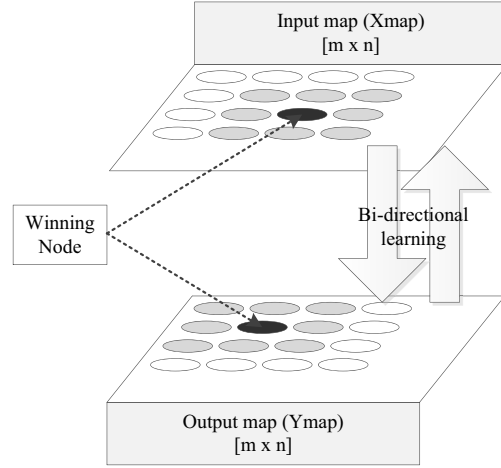 Input map (Xmap)
[m x n]
Winning
Node
Bi-directional
learning
Output map (Ymap)
[m x n]